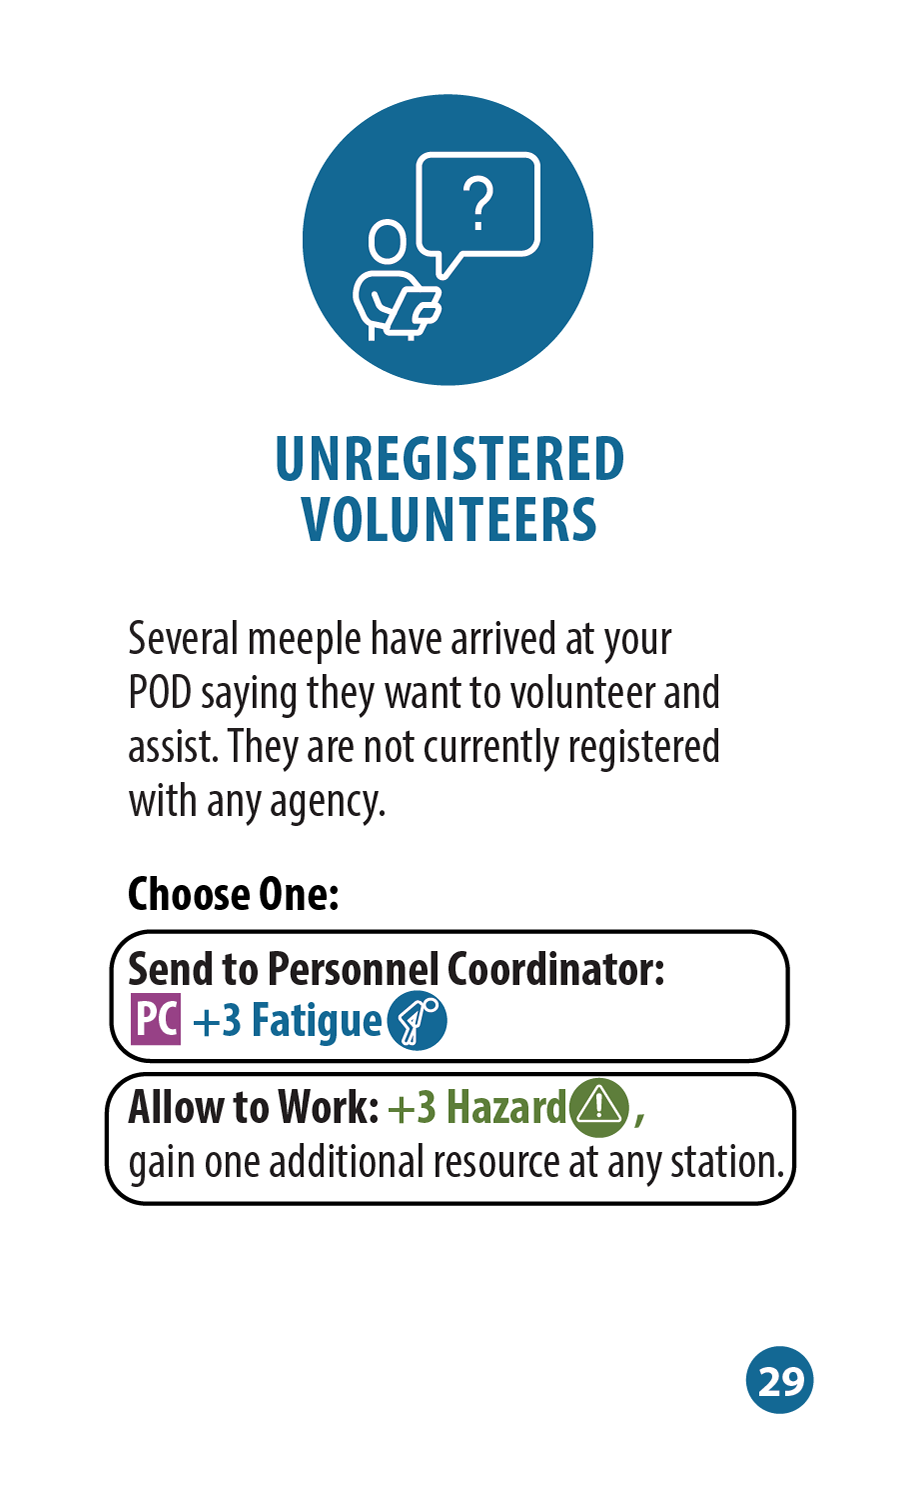 ?
UNREGISTERED
VOLUNTEERS
Several meeple have arrived at your
POD saying they want to volunteer and
assist. They are not currently registered
with any agency.
Choose One:
Send to Personnel Coordinator:
PC +3 Fatigue
Allow to Work: +3 Hazard ,
gain one additional resource at any station.
29